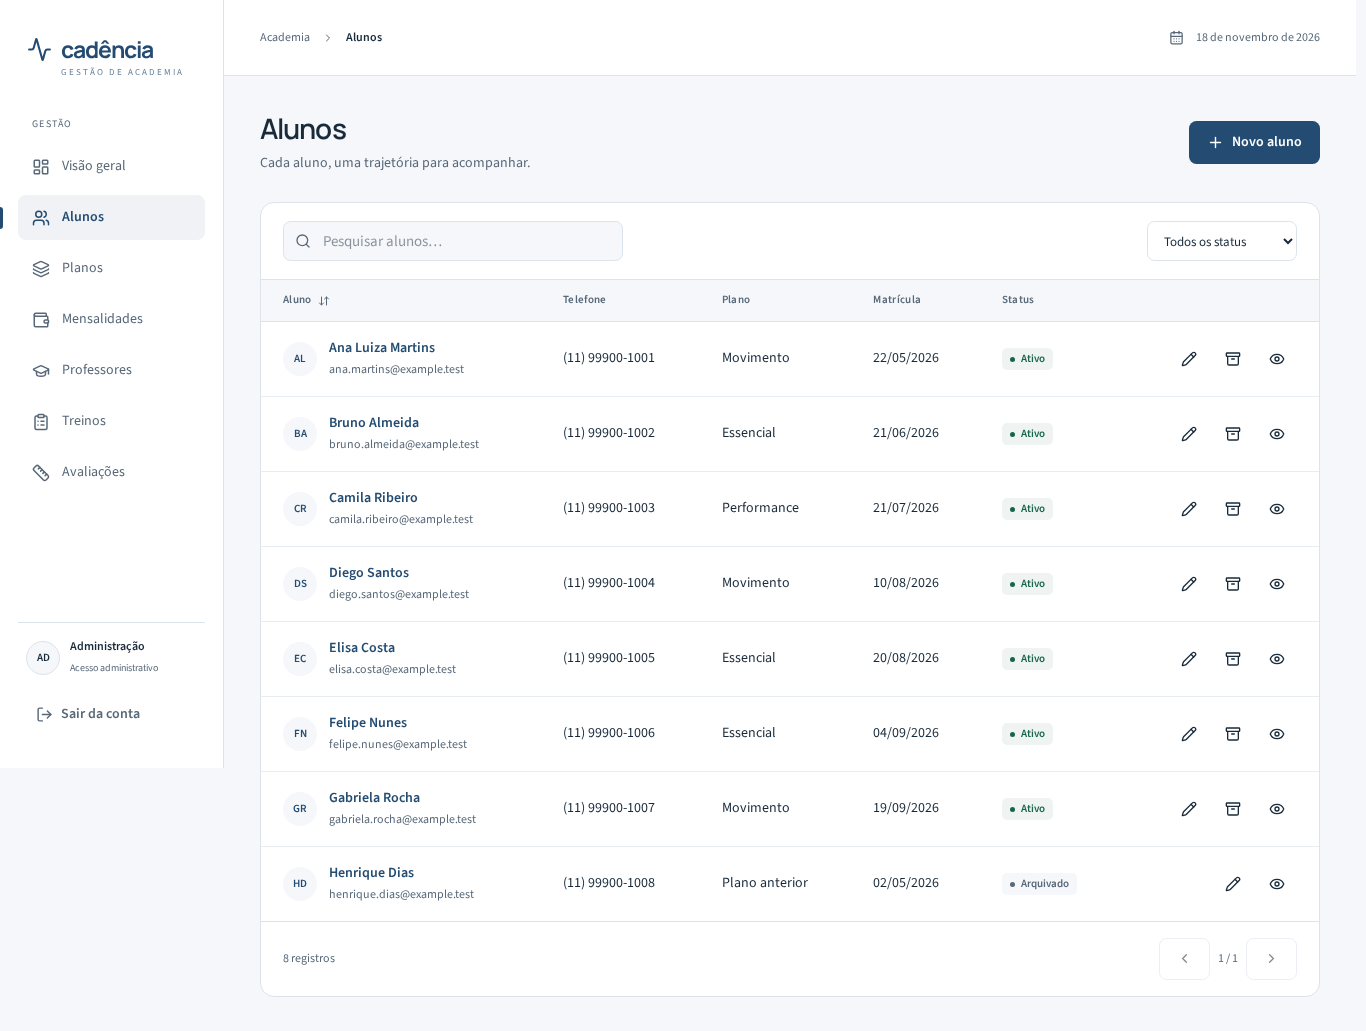 cadência
GESTÃO DE ACADEMIA
GESTÃO
Visão geral
Alunos
Planos
Mensalidades
Professores
Treinos
Avaliações
AD
Administração
Acesso administrativo
Sair da conta
Academia
Alunos
18 de novembro de 2026
Alunos
Cada aluno, uma trajetória para acompanhar.
Novo aluno
Pesquisar alunos…
Todos os status
Aluno Telefone Plano Matrícula Status
AL Ana Luiza Martins (11) 99900-1001 Movimento 22/05/2026 Ativo
ana.martins@example.test
BA Bruno Almeida (11) 99900-1002 Essencial 21/06/2026 Ativo
bruno.almeida@example.test
CR Camila Ribeiro (11) 99900-1003 Performance 21/07/2026 Ativo
camila.ribeiro@example.test
DS Diego Santos (11) 99900-1004 Movimento 10/08/2026 Ativo
diego.santos@example.test
EC Elisa Costa (11) 99900-1005 Essencial 20/08/2026 Ativo
elisa.costa@example.test
FN Felipe Nunes (11) 99900-1006 Essencial 04/09/2026 Ativo
felipe.nunes@example.test
GR Gabriela Rocha (11) 99900-1007 Movimento 19/09/2026 Ativo
gabriela.rocha@example.test
HD Henrique Dias (11) 99900-1008 Plano anterior 02/05/2026 Arquivado
henrique.dias@example.test
8 registros
1 / 1